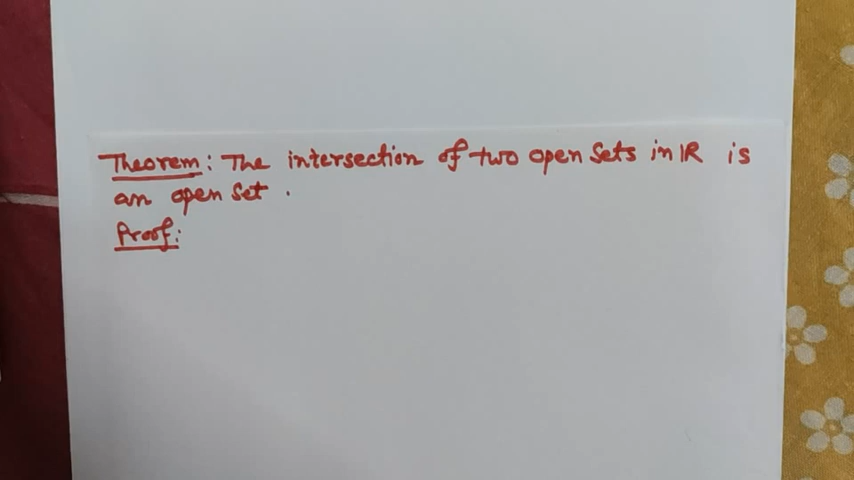 Theorem: The intersection of two open sets in ℝ is
an open set.
Proof: